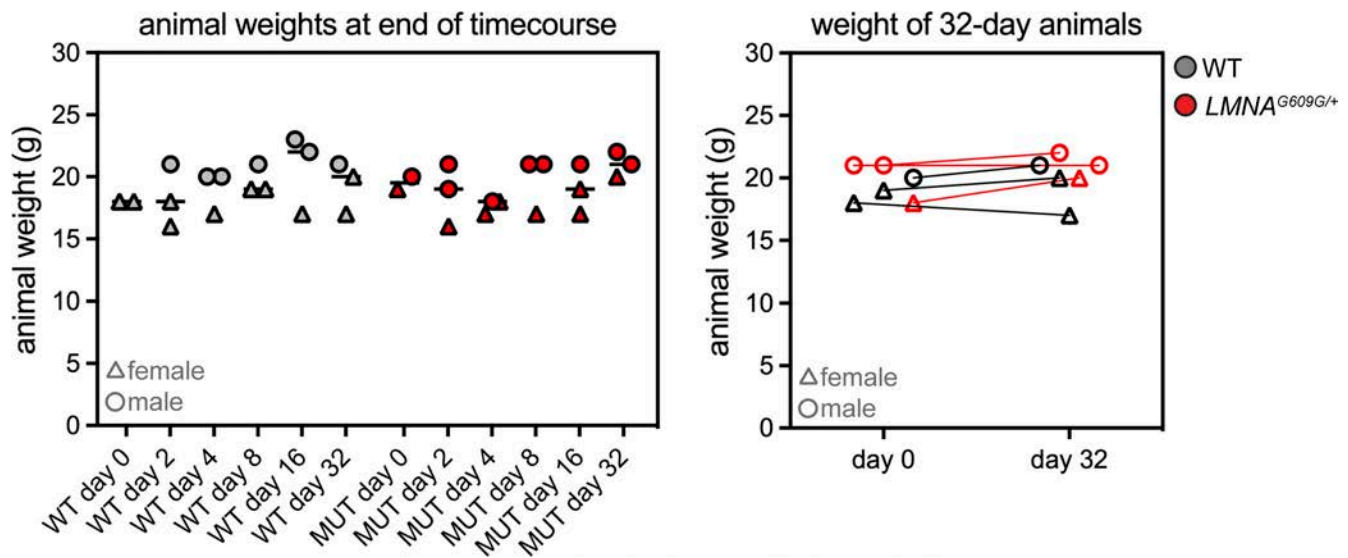 animal weights at end of timecourse
30
25
20
15
10
5
0
animal weight (g)
female
male
WT day 0
WT day 2
WT day 4
WT day 8
WT day 16
WT day 32
MUT day 0
MUT day 2
MUT day 4
MUT day 8
MUT day 16
MUT day 32
weight of 32-day animals
30
25
20
15
10
5
0
animal weight (g)
female
male
day 0 day 32
WT
LMNA^G609G/+